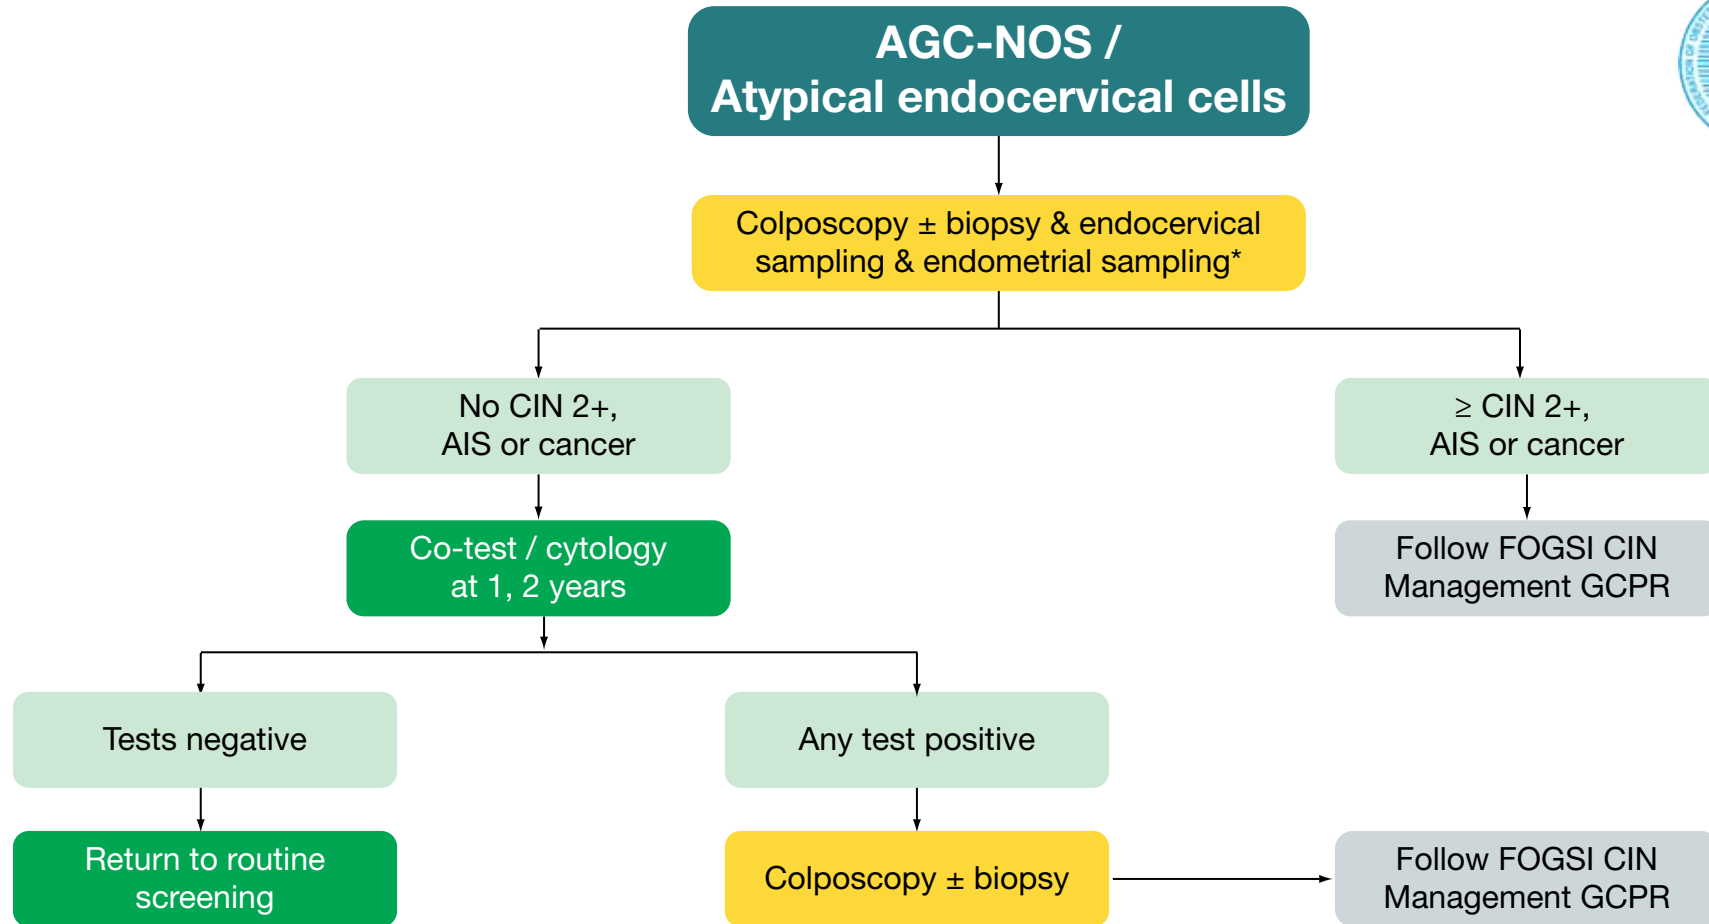 AGC-NOS /
Atypical endocervical cells
Colposcopy ± biopsy & endocervical
sampling & endometrial sampling*
No CIN 2+,
AIS or cancer
≥ CIN 2+,
AIS or cancer
Co-test / cytology
at 1, 2 years
Follow FOGSI CIN
Management GCPR
Tests negative
Any test positive
Return to routine
screening
Colposcopy ± biopsy
Follow FOGSI CIN
Management GCPR